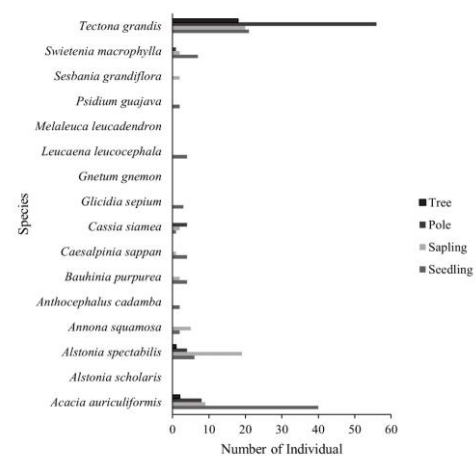 Tectona grandis
Swietenia macrophylla
Sesbania grandiflora
Psidium guajava
Melaleuca leucadendron
Leucaena leucocephala
Gnetum gnemon
Glicidia sepium
Cassia siamea
Caesalpinia sappan
Bauhinia purpurea
Anthocephalus cadamba
Annona squamosa
Alstonia spectabilis
Alstonia scholaris
Acacia auriculiformis
Species
0 10 20 30 40 50 60
Number of Individual
Tree
Pole
Sapling
Seedling